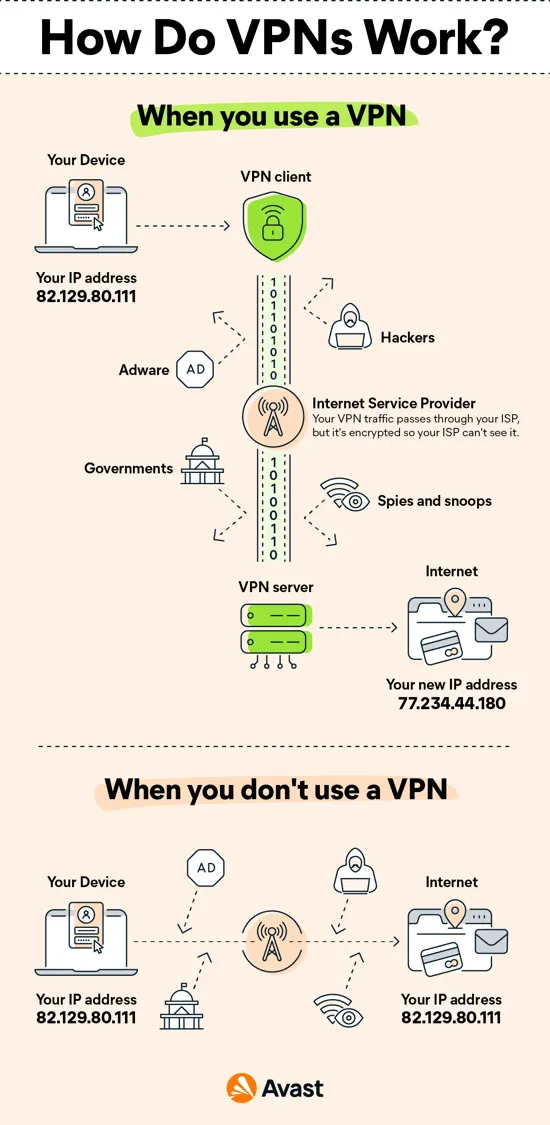 How Do VPNs Work?
When you use a VPN
Your Device
VPN client
Your IP address
82.129.80.111
1
0
1
1
0
1
0
1
0
Hackers
Adware
AD
Internet Service Provider
Your VPN traffic passes through your ISP,
but it's encrypted so your ISP can't see it.
Governments
1
0
1
0
0
1
1
0
Spies and snoops
VPN server
Internet
Your new IP address
77.234.44.180
When you don't use a VPN
AD
Your Device
Internet
Your IP address
82.129.80.111
Your IP address
82.129.80.111
Avast